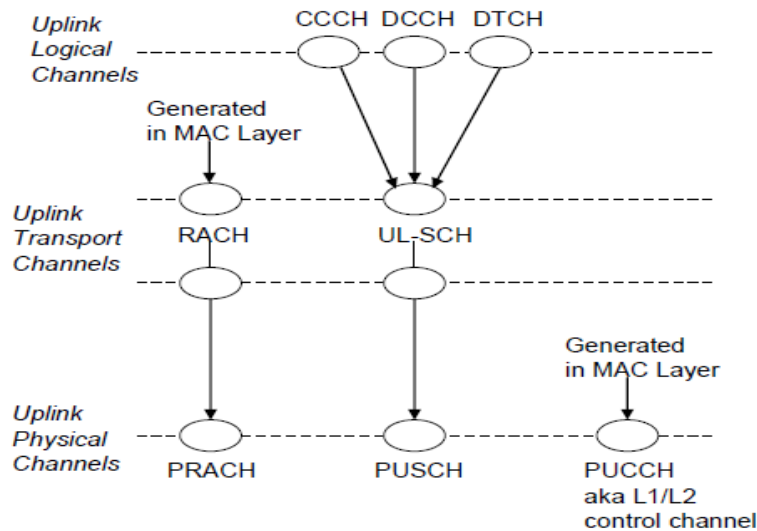 Uplink
Logical
Channels
CCCH DCCH DTCH
Generated
in MAC Layer
Uplink
Transport
Channels
RACH
UL-SCH
Generated
in MAC Layer
Uplink
Physical
Channels
PRACH
PUSCH
PUCCH
aka L1/L2
control channel